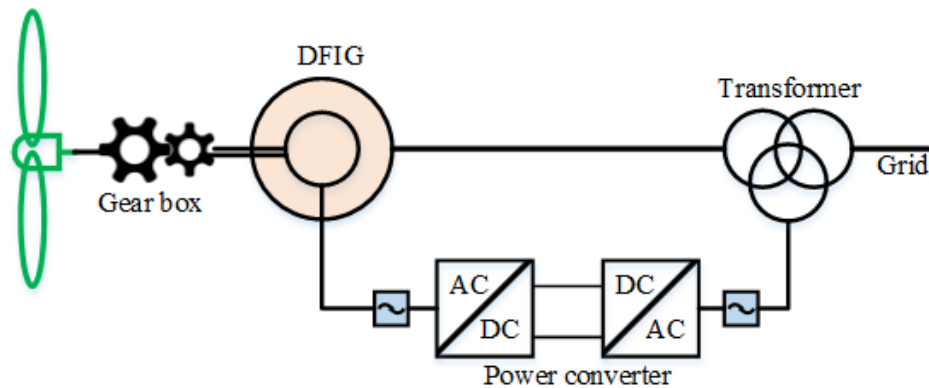 DFIG
Transformer
Grid
Gear box
AC
DC
DC
AC
Power converter